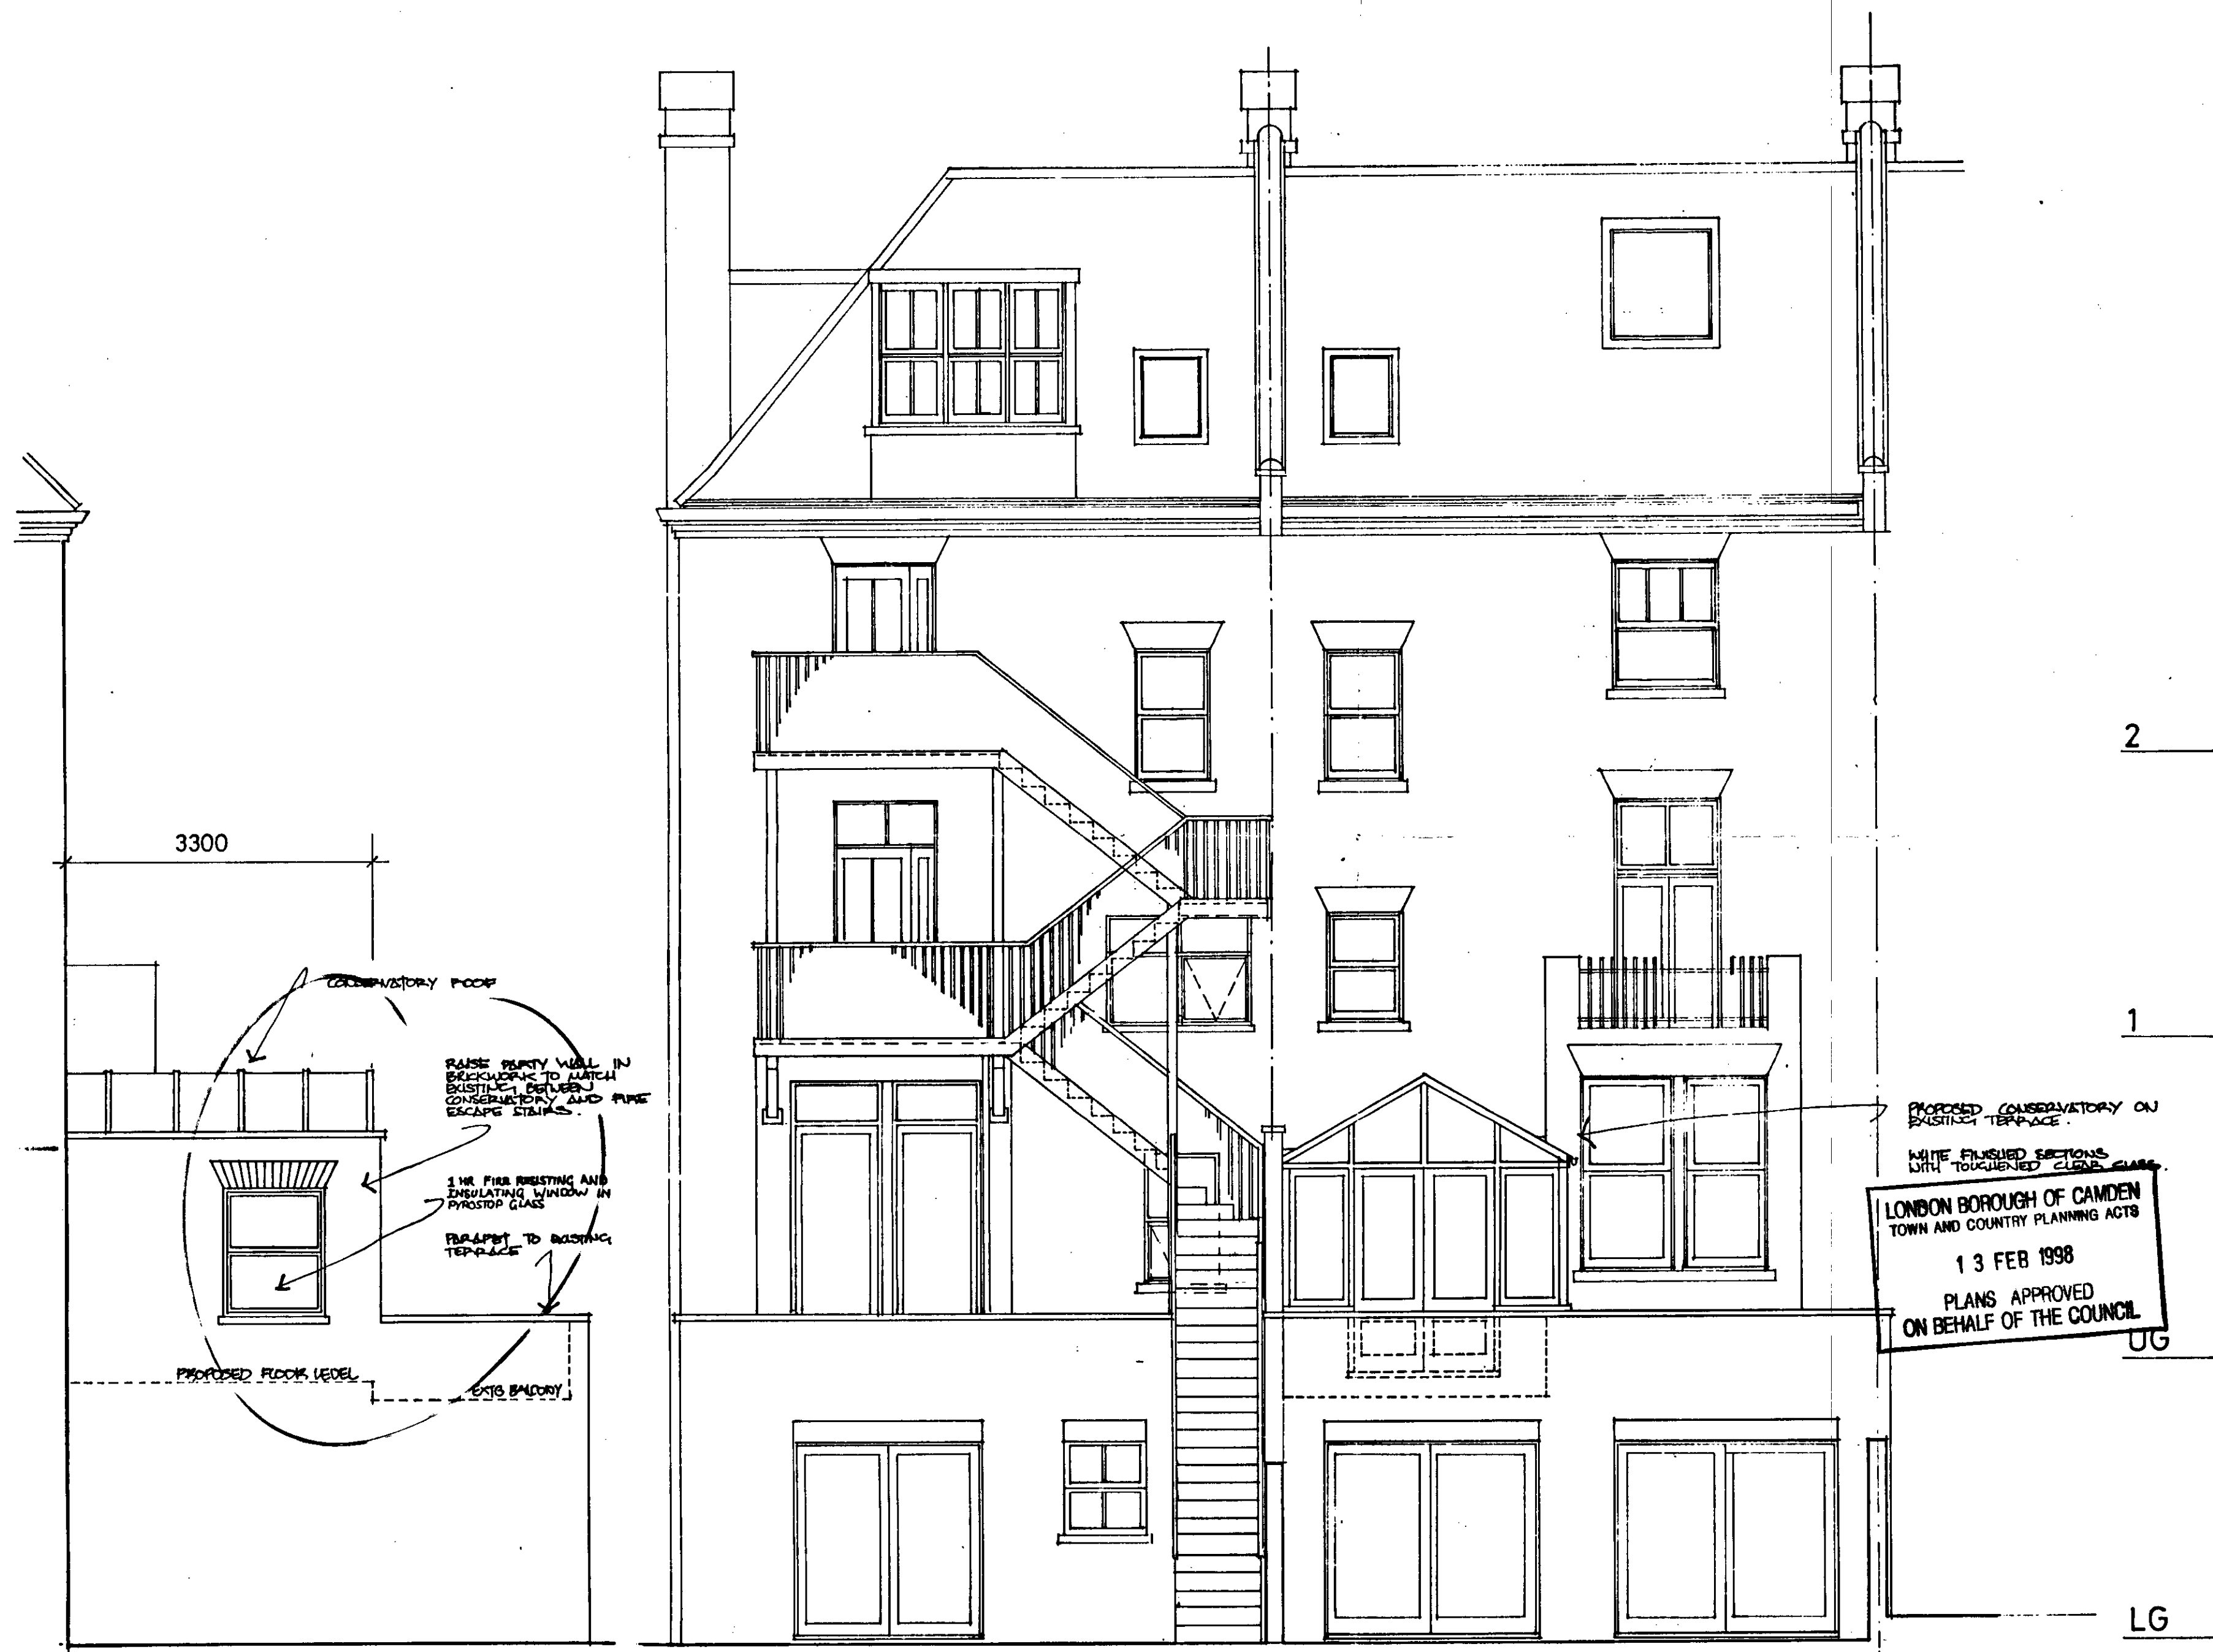 2
3300
1
CONSERVATORY ROOF
RAISE PARTY WALL IN
BRICKWORK TO MATCH
EXISTING BETWEEN
CONSERVATORY AND FIRE
ESCAPE STAIRS.
1 HR FIRE RESISTING AND
INSULATING WINDOW IN
PYROSTOP GLASS
PARAPET TO EXISTING
TERRACE
PROPOSED FLOOR LEVEL
EXTG BALCONY
PROPOSED CONSERVATORY ON
EXISTING TERRACE.
WHITE FINISHED SECTIONS
WITH TOUGHENED CLEAR GLASS.
LONDON BOROUGH OF CAMDEN
TOWN AND COUNTRY PLANNING ACTS
13 FEB 1998
PLANS APPROVED
ON BEHALF OF THE COUNCIL
UG
LG